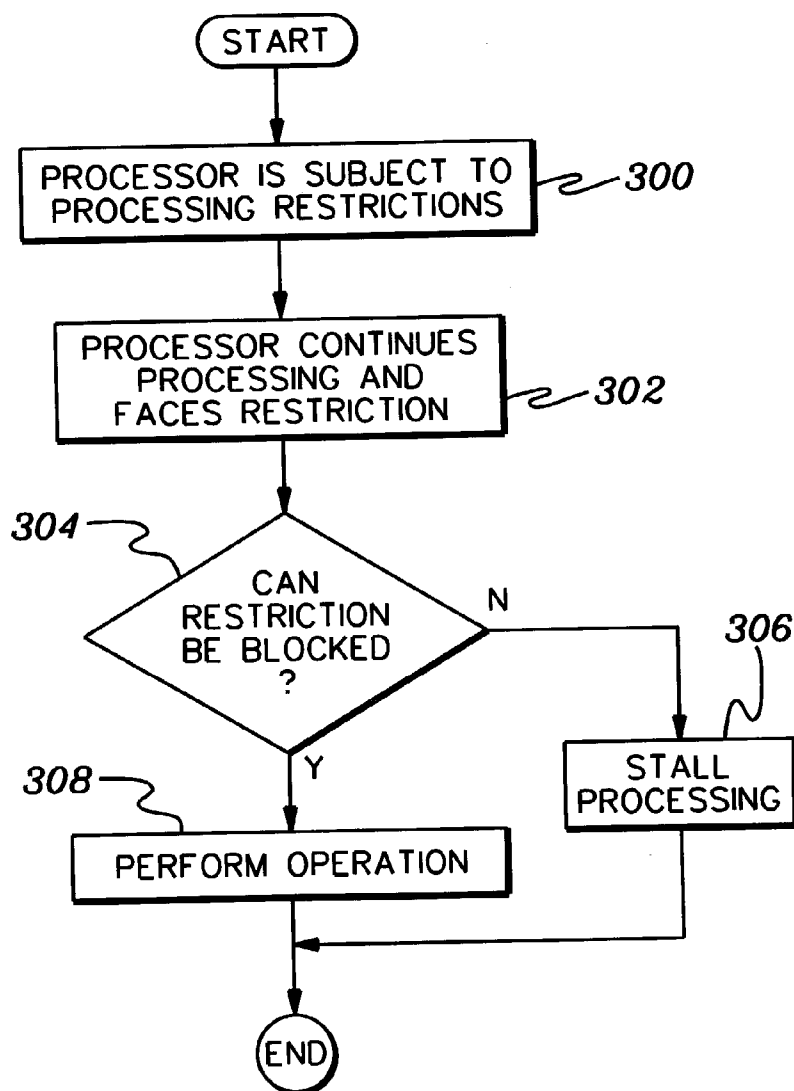 START
PROCESSOR IS SUBJECT TO
PROCESSING RESTRICTIONS
300
PROCESSOR CONTINUES
PROCESSING AND
FACES RESTRICTION
302
304
CAN
RESTRICTION
BE BLOCKED
?
N
Y
306
STALL
PROCESSING
308
PERFORM OPERATION
END